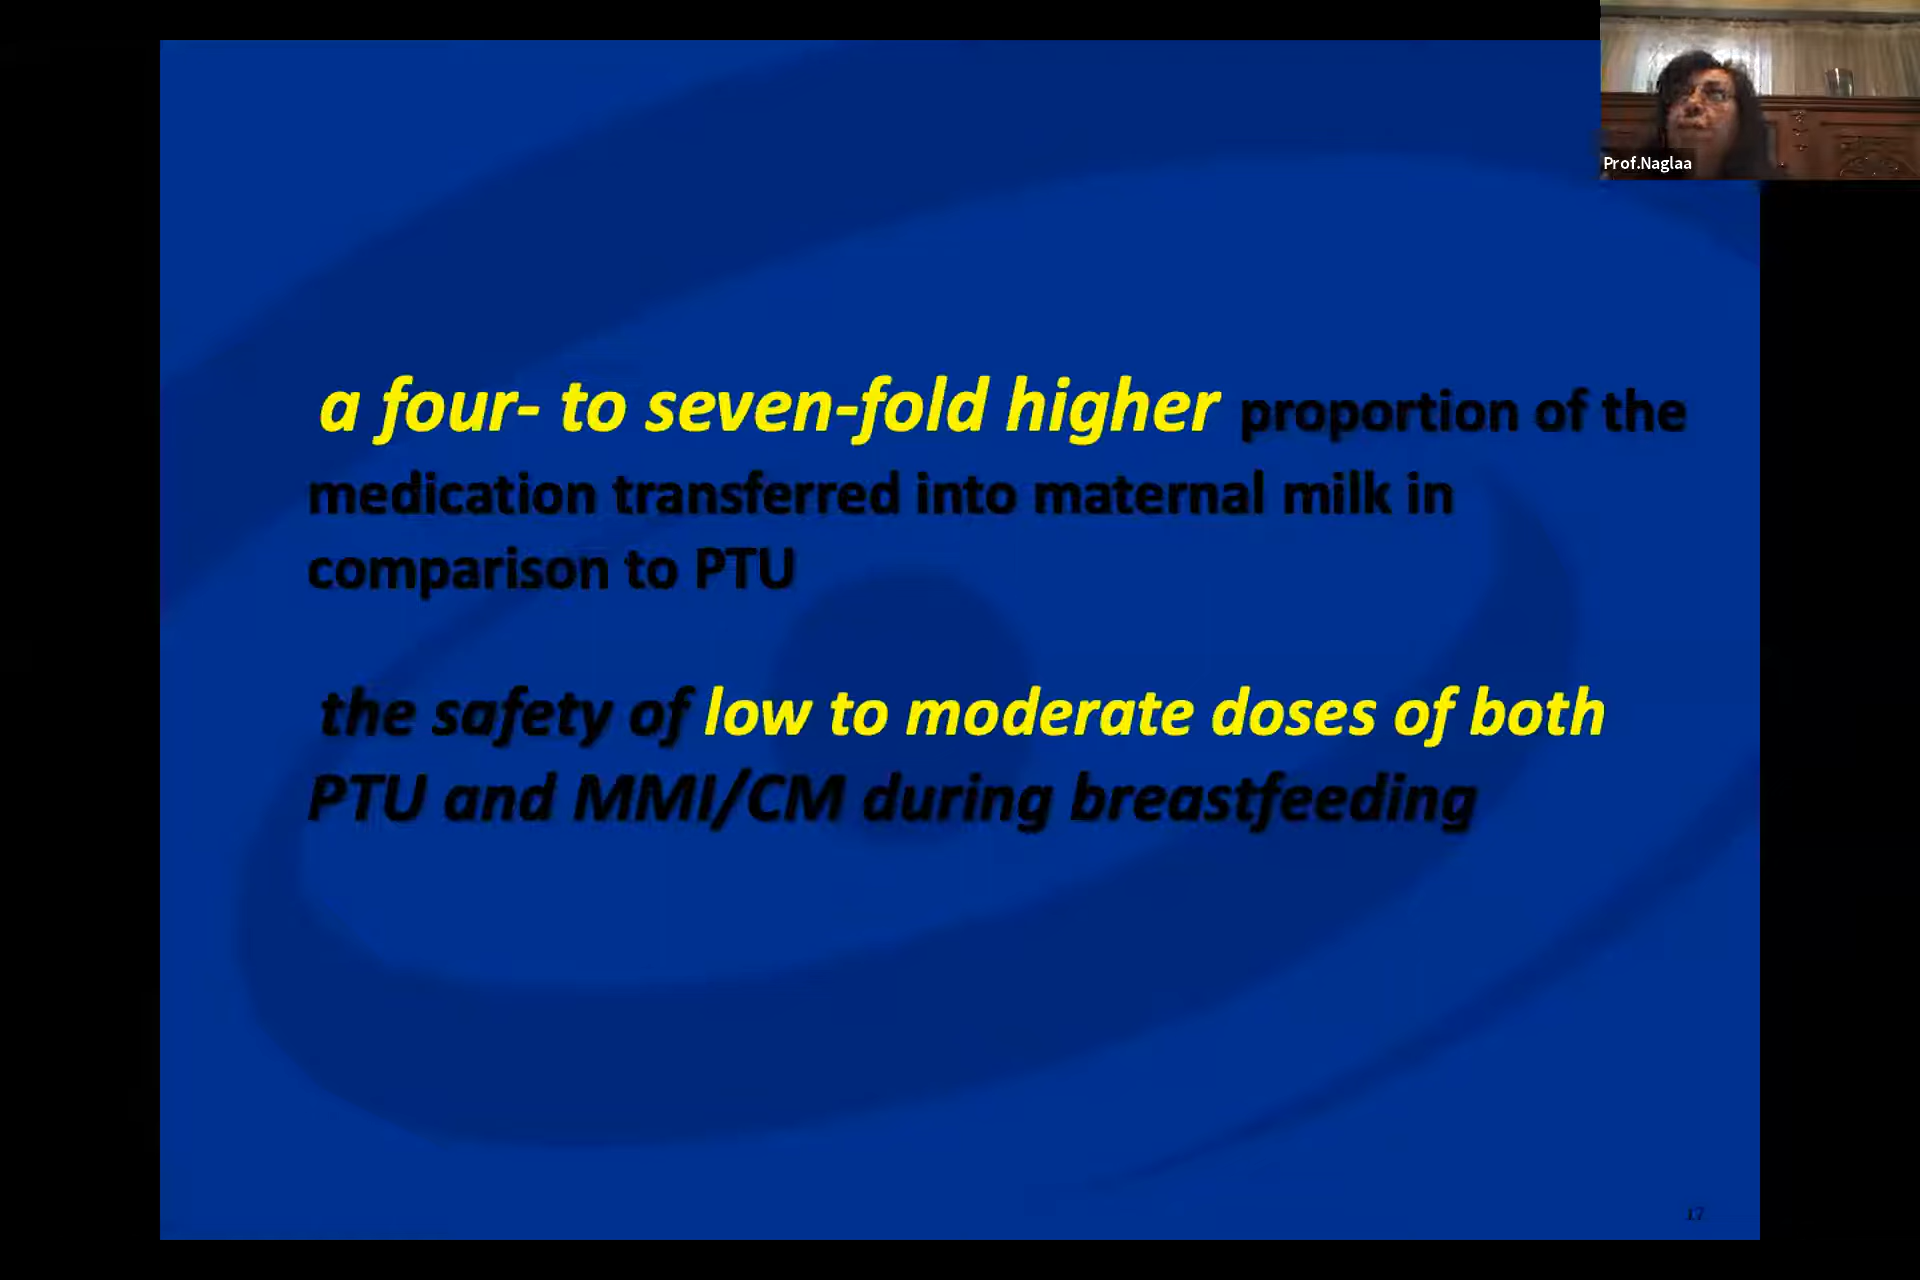 Prof.Naglaa
a four- to seven-fold higher proportion of the
medication transferred into maternal milk in
comparison to PTU
the safety of low to moderate doses of both
PTU and MMI/CM during breastfeeding
17